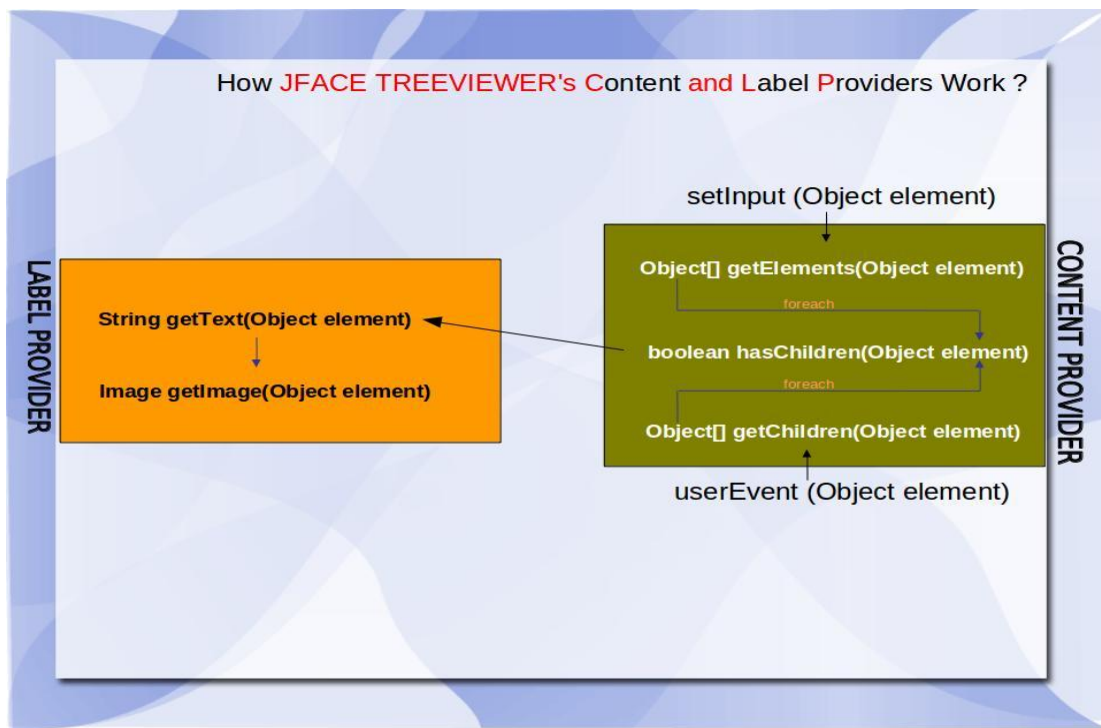 How JFACE TREEVIEWER's Content and Label Providers Work ?
setInput (Object element)
LABEL PROVIDER
String getText(Object element)
Image getImage(Object element)
Object[] getElements(Object element)
foreach
boolean hasChildren(Object element)
foreach
Object[] getChildren(Object element)
CONTENT PROVIDER
userEvent (Object element)